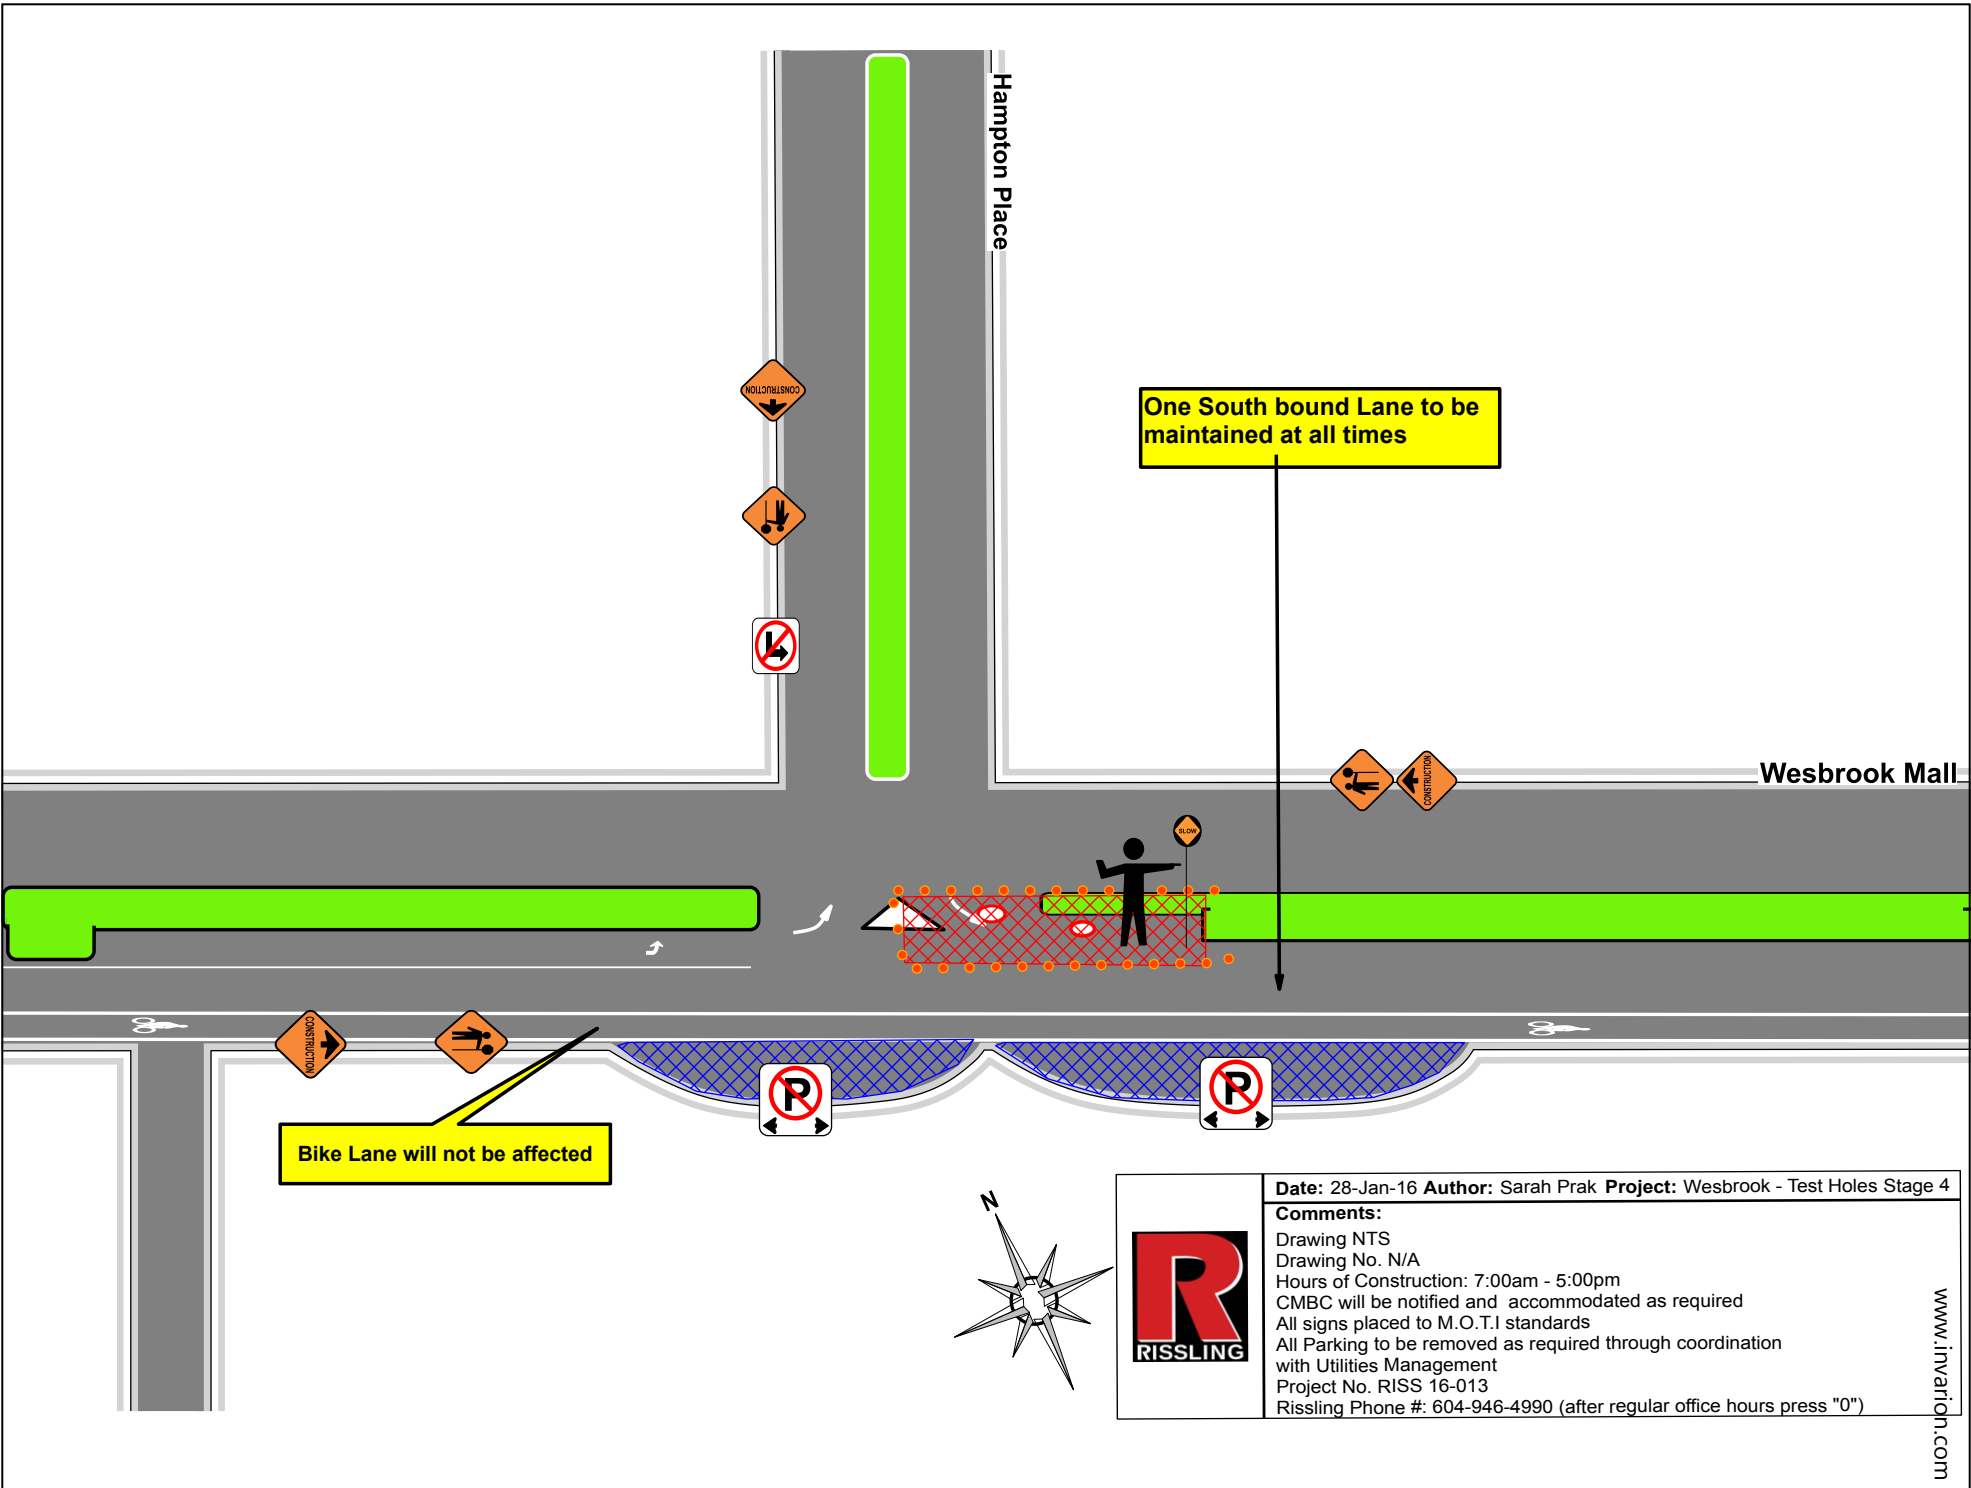 Hampton Place
CONSTRUCTION
One South bound Lane to be
maintained at all times
Wesbrook Mall
CONSTRUCTION
SLOW
CONSTRUCTION
P
P
Bike Lane will not be affected
N
RISSLING
Date: 28-Jan-16 Author: Sarah Prak Project: Wesbrook - Test Holes Stage 4
Comments:
Drawing NTS
Drawing No. N/A
Hours of Construction: 7:00am - 5:00pm
CMBC will be notified and accommodated as required
All signs placed to M.O.T.I standards
All Parking to be removed as required through coordination
with Utilities Management
Project No. RISS 16-013
Rissling Phone #: 604-946-4990 (after regular office hours press "0")
www.invarion.com